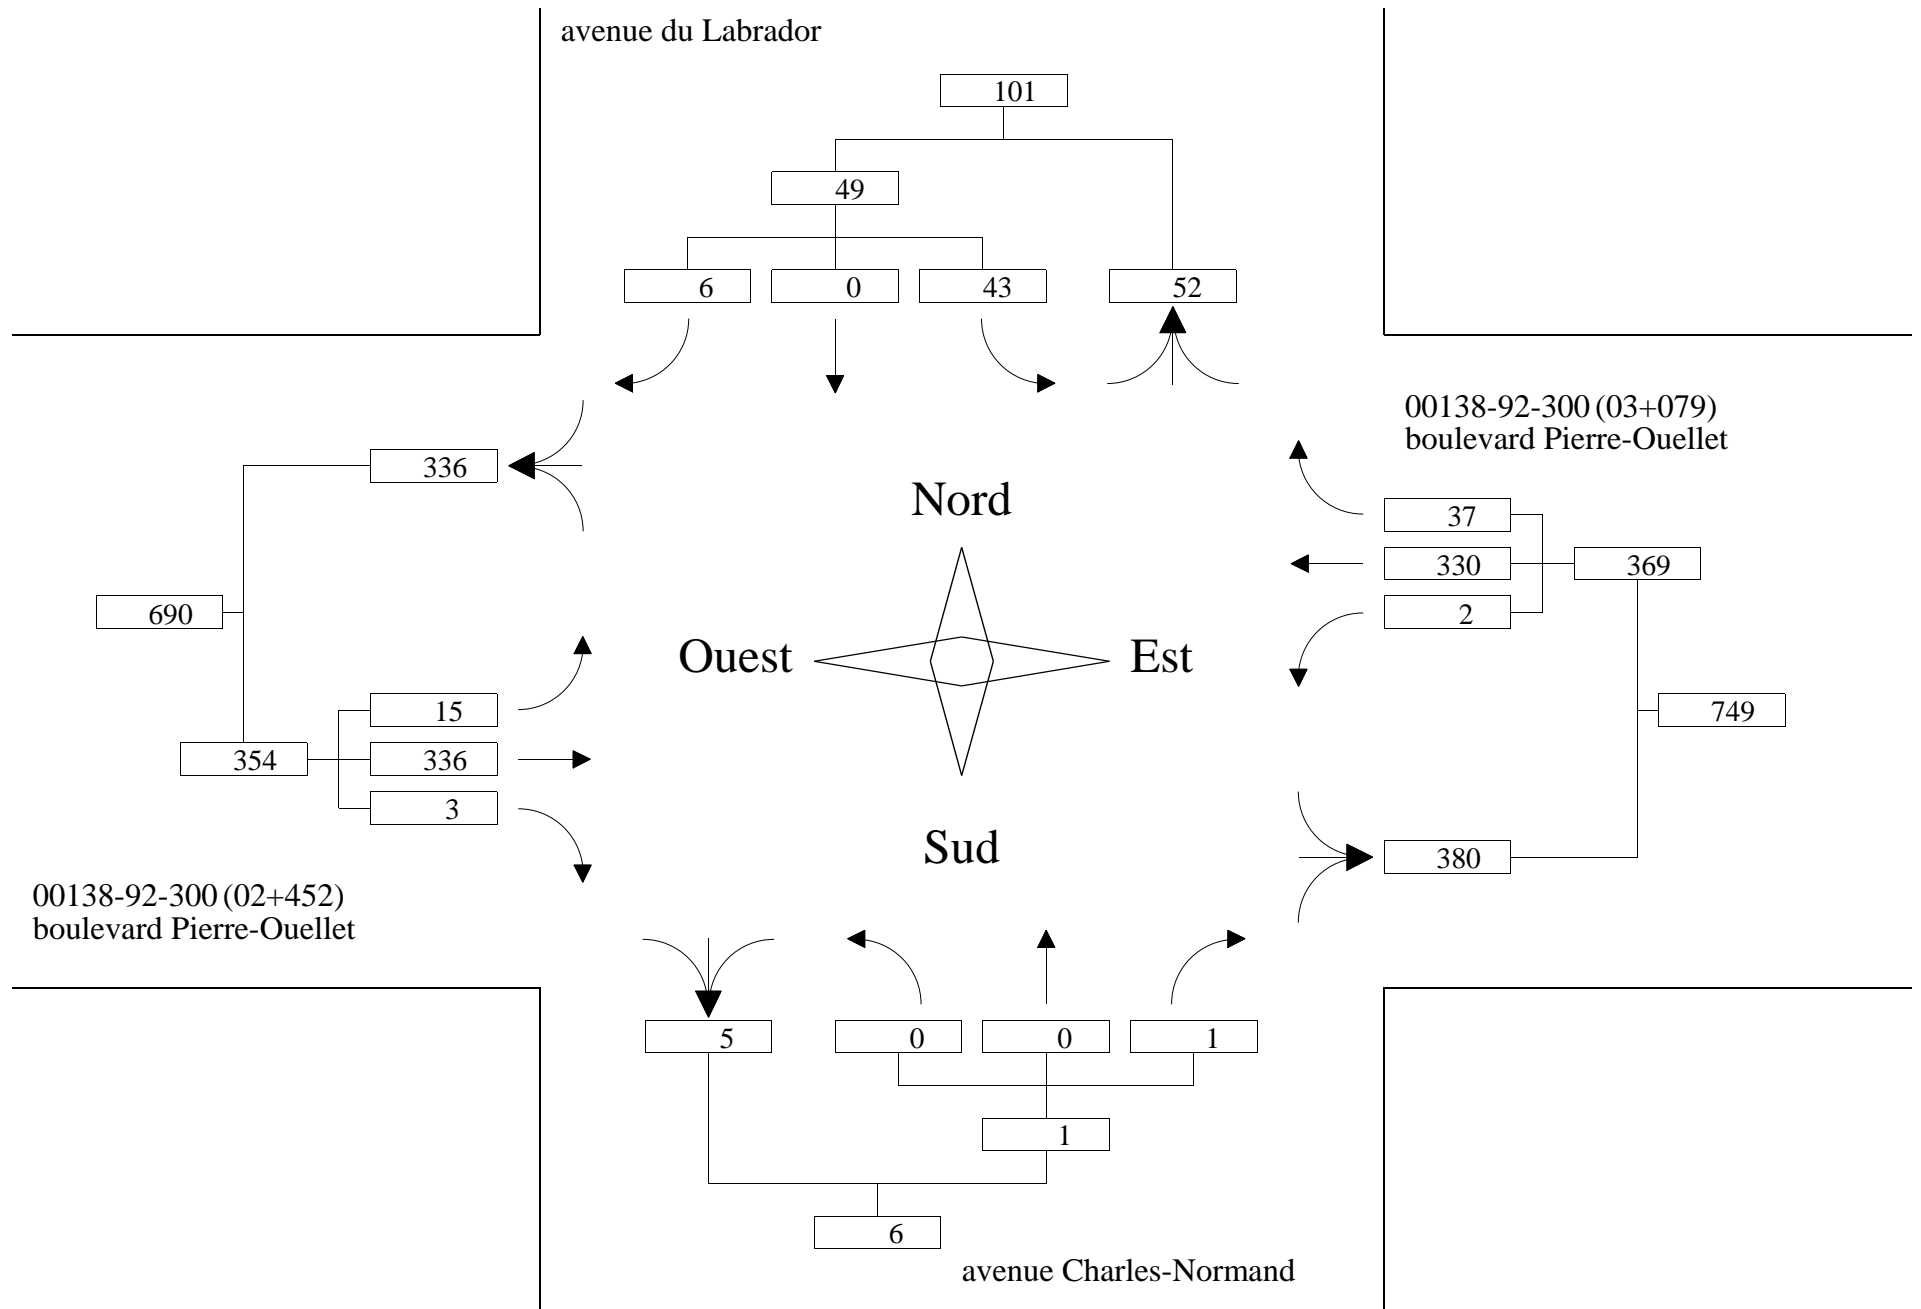 avenue du Labrador
101
49
6 0 43 52
00138-92-300 (03+079)
boulevard Pierre-Ouellet
336
Nord
37
330 369
690
2
Ouest
Est
15
749
354 336
3
Sud
380
00138-92-300 (02+452)
boulevard Pierre-Ouellet
5 0 0 1
1
6
avenue Charles-Normand